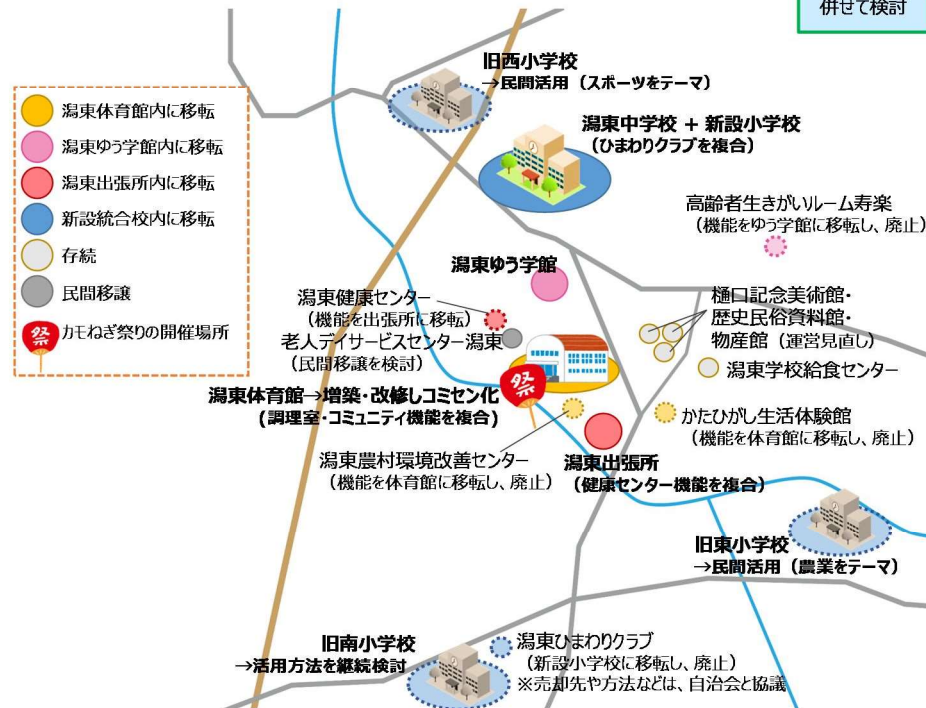 併せて検討
旧西小学校
→民間活用（スポーツをテーマ）
潟東体育館内に移転
潟東ゆう学館内に移転
潟東出張所内に移転
新設統合校内に移転
存続
民間移譲
祭
カモねぎ祭りの開催場所
潟東中学校 + 新設小学校
（ひまわりクラブを複合）
高齢者生きがいルーム寿楽
（機能をゆう学館に移転し、廃止）
潟東ゆう学館
潟東健康センター
（機能を出張所に移転）
老人デイサービスセンター潟東
（民間移譲を検討）
樋口記念美術館・
歴史民俗資料館・
物産館（運営見直し）
潟東学校給食センター
祭
潟東体育館→増築・改修しコミセン化
（調理室・コミュニティ機能を複合）
かたひがし生活体験館
（機能を体育館に移転し、廃止）
潟東農村環境改善センター
（機能を体育館に移転し、廃止）
潟東出張所
（健康センター機能を複合）
旧東小学校
→民間活用（農業をテーマ）
旧南小学校
→活用方法を継続検討
潟東ひまわりクラブ
（新設小学校に移転し、廃止）
※売却先や方法などは、自治会と協議